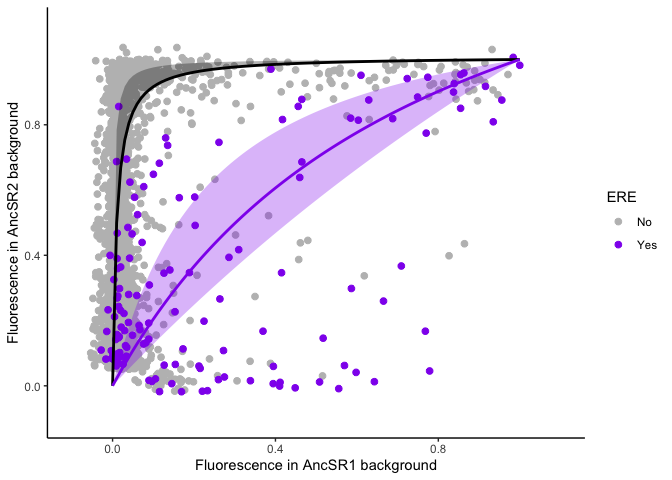 Fluorescence in AncSR2 background
0.8
0.4
0.0
0.0
0.4
0.8
Fluorescence in AncSR1 background
ERE
No
Yes